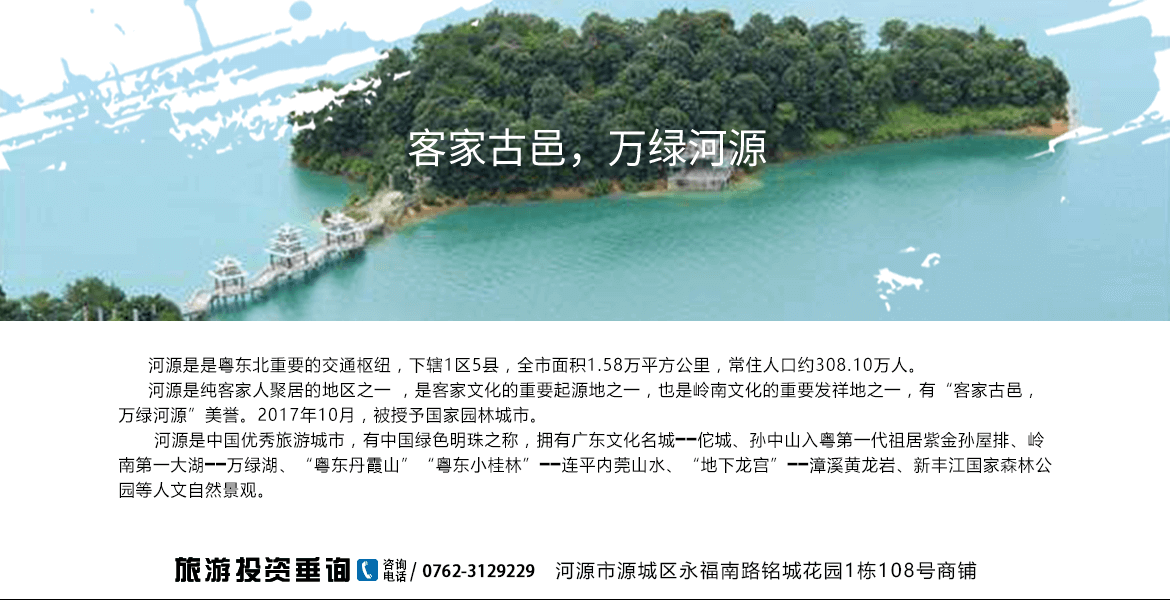 客家古邑，万绿河源
河源是是粤东北重要的交通枢纽，下辖1区5县，全市面积1.58万平方公里，常住人口约308.10万人。
河源是纯客家人聚居的地区之一 ，是客家文化的重要起源地之一，也是岭南文化的重要发祥地之一，有“客家古邑，
万绿河源”美誉。2017年10月，被授予国家园林城市。
河源是中国优秀旅游城市，有中国绿色明珠之称，拥有广东文化名城━━佗城、孙中山入粤第一代祖居紫金孙屋排、岭
南第一大湖━━万绿湖、“粤东丹霞山”“粤东小桂林”━━连平内莞山水、“地下龙宫”━━漳溪黄龙岩、新丰江国家森林公
园等人文自然景观。
旅游投资垂询 咨询电话/ 0762-3129229 河源市源城区永福南路铭城花园1栋108号商铺